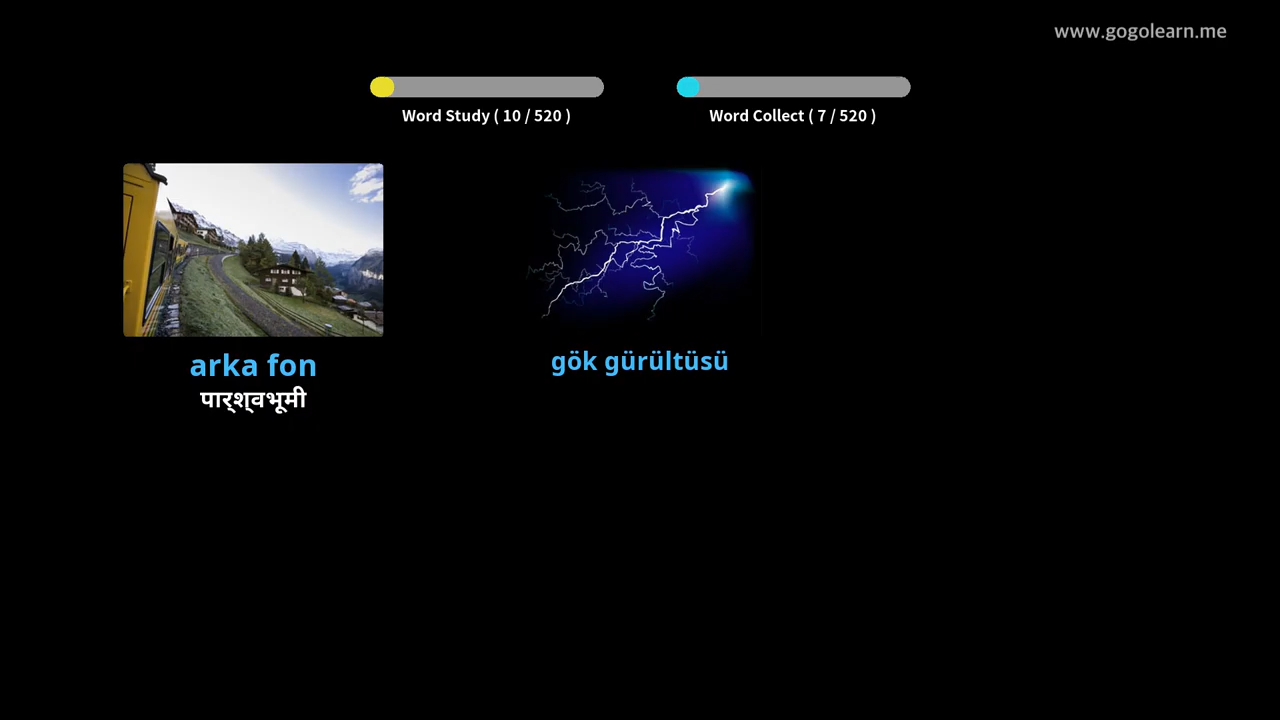 www.gogolearn.me
Word Study ( 10 / 520 )
Word Collect ( 7 / 520 )
arka fon
पार्श्वभूमी
gök gürültüsü